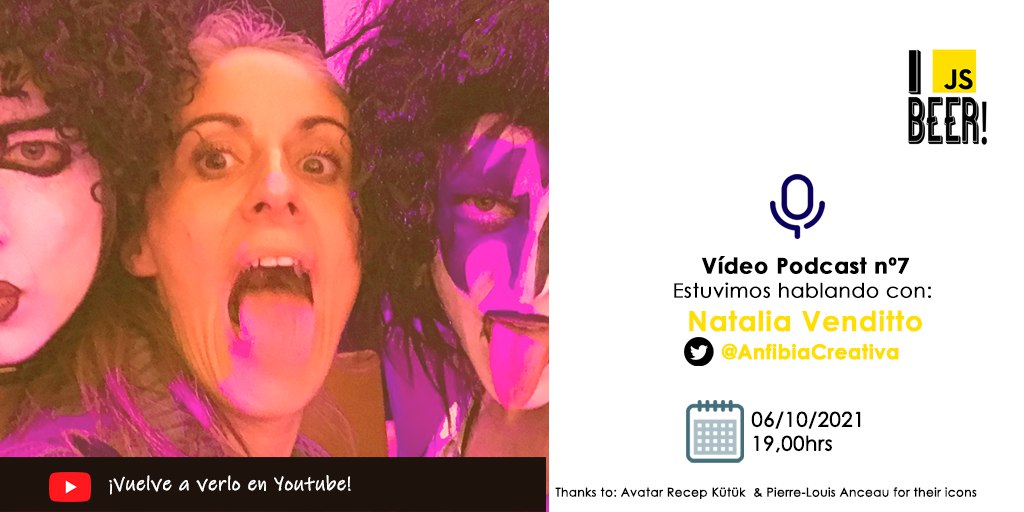 I JS
BEER!
Vídeo Podcast nº7
Estuvimos hablando con:
Natalia Venditto
@AnfibiaCreativa
06/10/2021
19,00hrs
¡Vuelve a verlo en Youtube!
Thanks to: Avatar Recep Kütük & Pierre-Louis Anceau for their icons